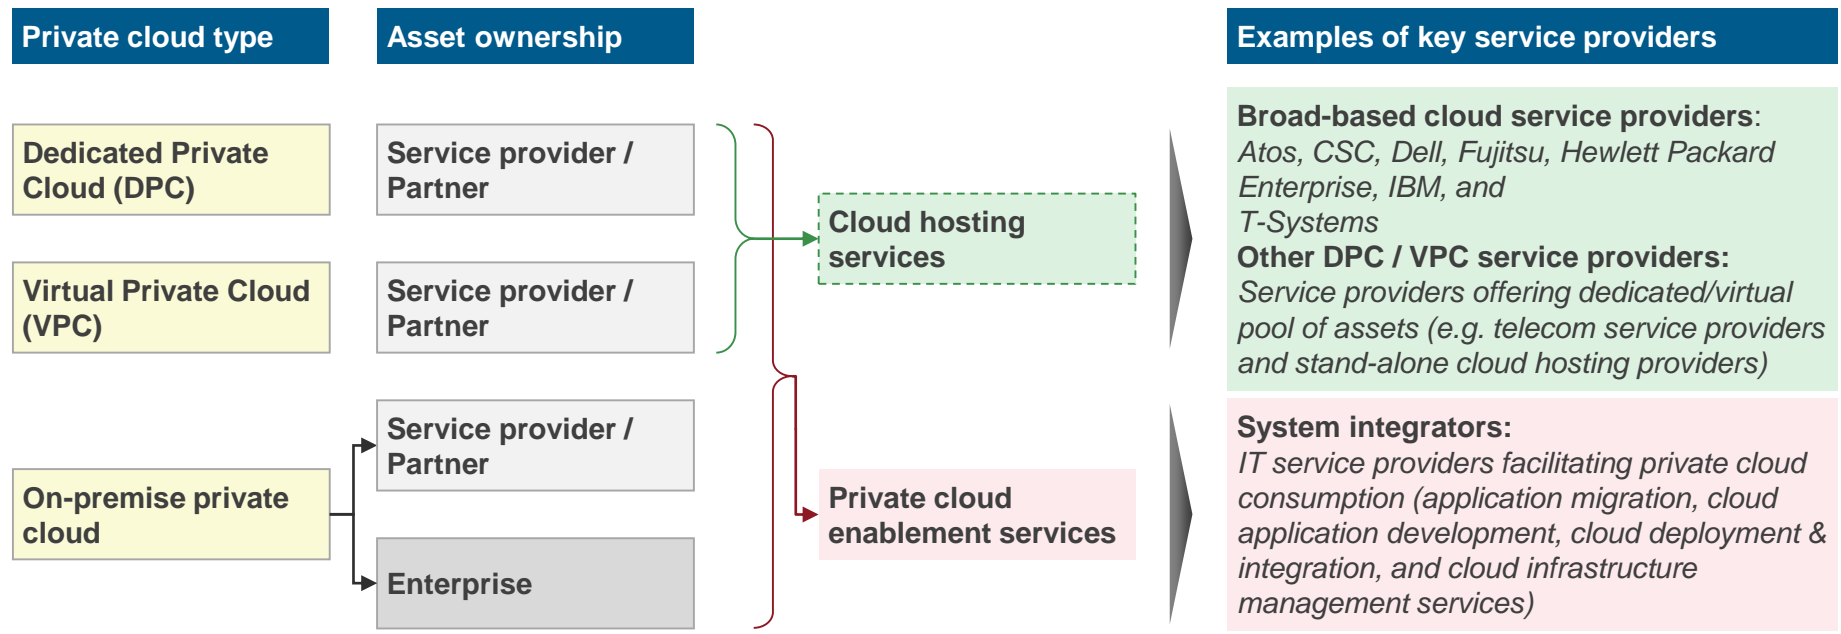 Private cloud type
Asset ownership
Examples of key service providers
Dedicated Private
Cloud (DPC)
Service provider /
Partner
Virtual Private Cloud
(VPC)
Service provider /
Partner
On-premise private
cloud
Service provider /
Partner
Enterprise
Cloud hosting
services
Private cloud
enablement services
Broad-based cloud service providers:
Atos, CSC, Dell, Fujitsu, Hewlett Packard
Enterprise, IBM, and
T-Systems
Other DPC / VPC service providers:
Service providers offering dedicated/virtual
pool of assets (e.g. telecom service providers
and stand-alone cloud hosting providers)
System integrators:
IT service providers facilitating private cloud
consumption (application migration, cloud
application development, cloud deployment &
integration, and cloud infrastructure
management services)